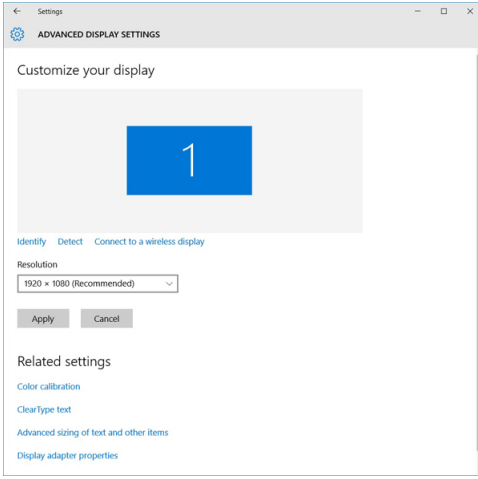 Settings
ADVANCED DISPLAY SETTINGS
Customize your display
1
Identify Detect Connect to a wireless display
Resolution
1920 × 1080 (Recommended)
Apply Cancel
Related settings
Color calibration
ClearType text
Advanced sizing of text and other items
Display adapter properties